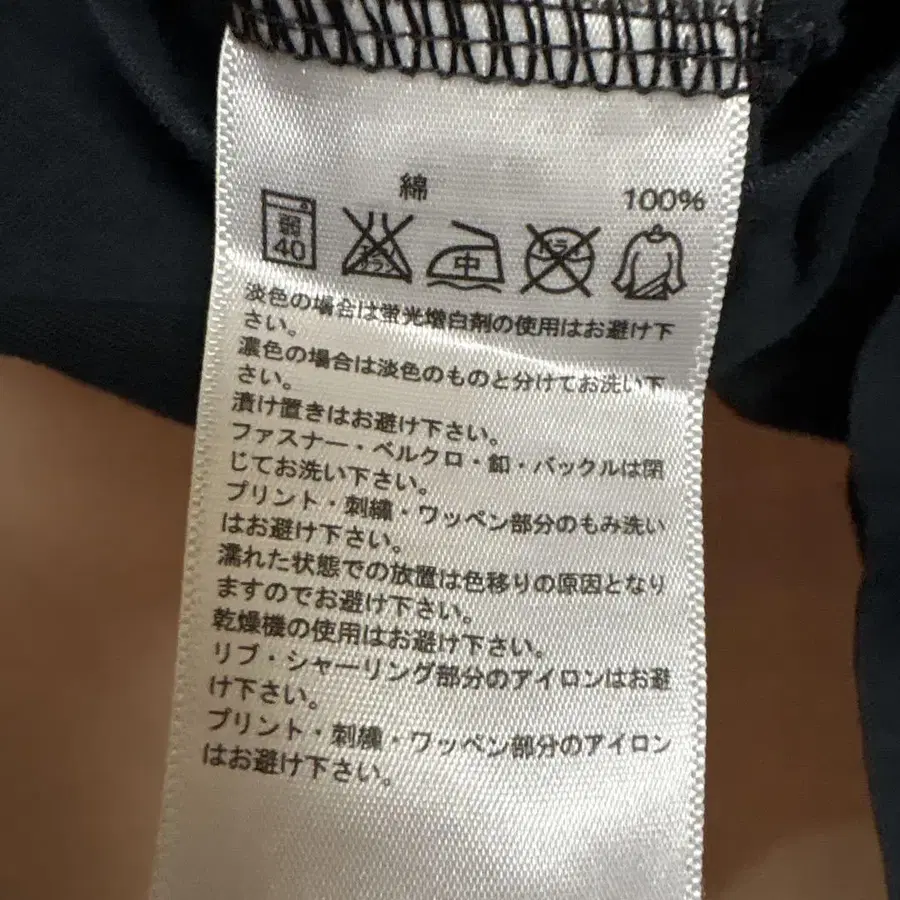 綿 100%
弱 40 エンソサラシ 中 ドライ
淡色の場合は蛍光増白剤の使用はお避け下
さい。
濃色の場合は淡色のものと分けてお洗い下
さい。
漬け置きはお避け下さい。
ファスナー・ベルクロ・釦・バックルは閉
じてお洗い下さい。
プリント・刺繍・ワッペン部分のもみ洗い
はお避け下さい。
濡れた状態での放置は色移りの原因となり
ますのでお避け下さい。
乾燥機の使用はお避け下さい。
リブ・シャーリング部分のアイロンはお避
け下さい。
プリント・刺繍・ワッペン部分のアイロン
はお避け下さい。